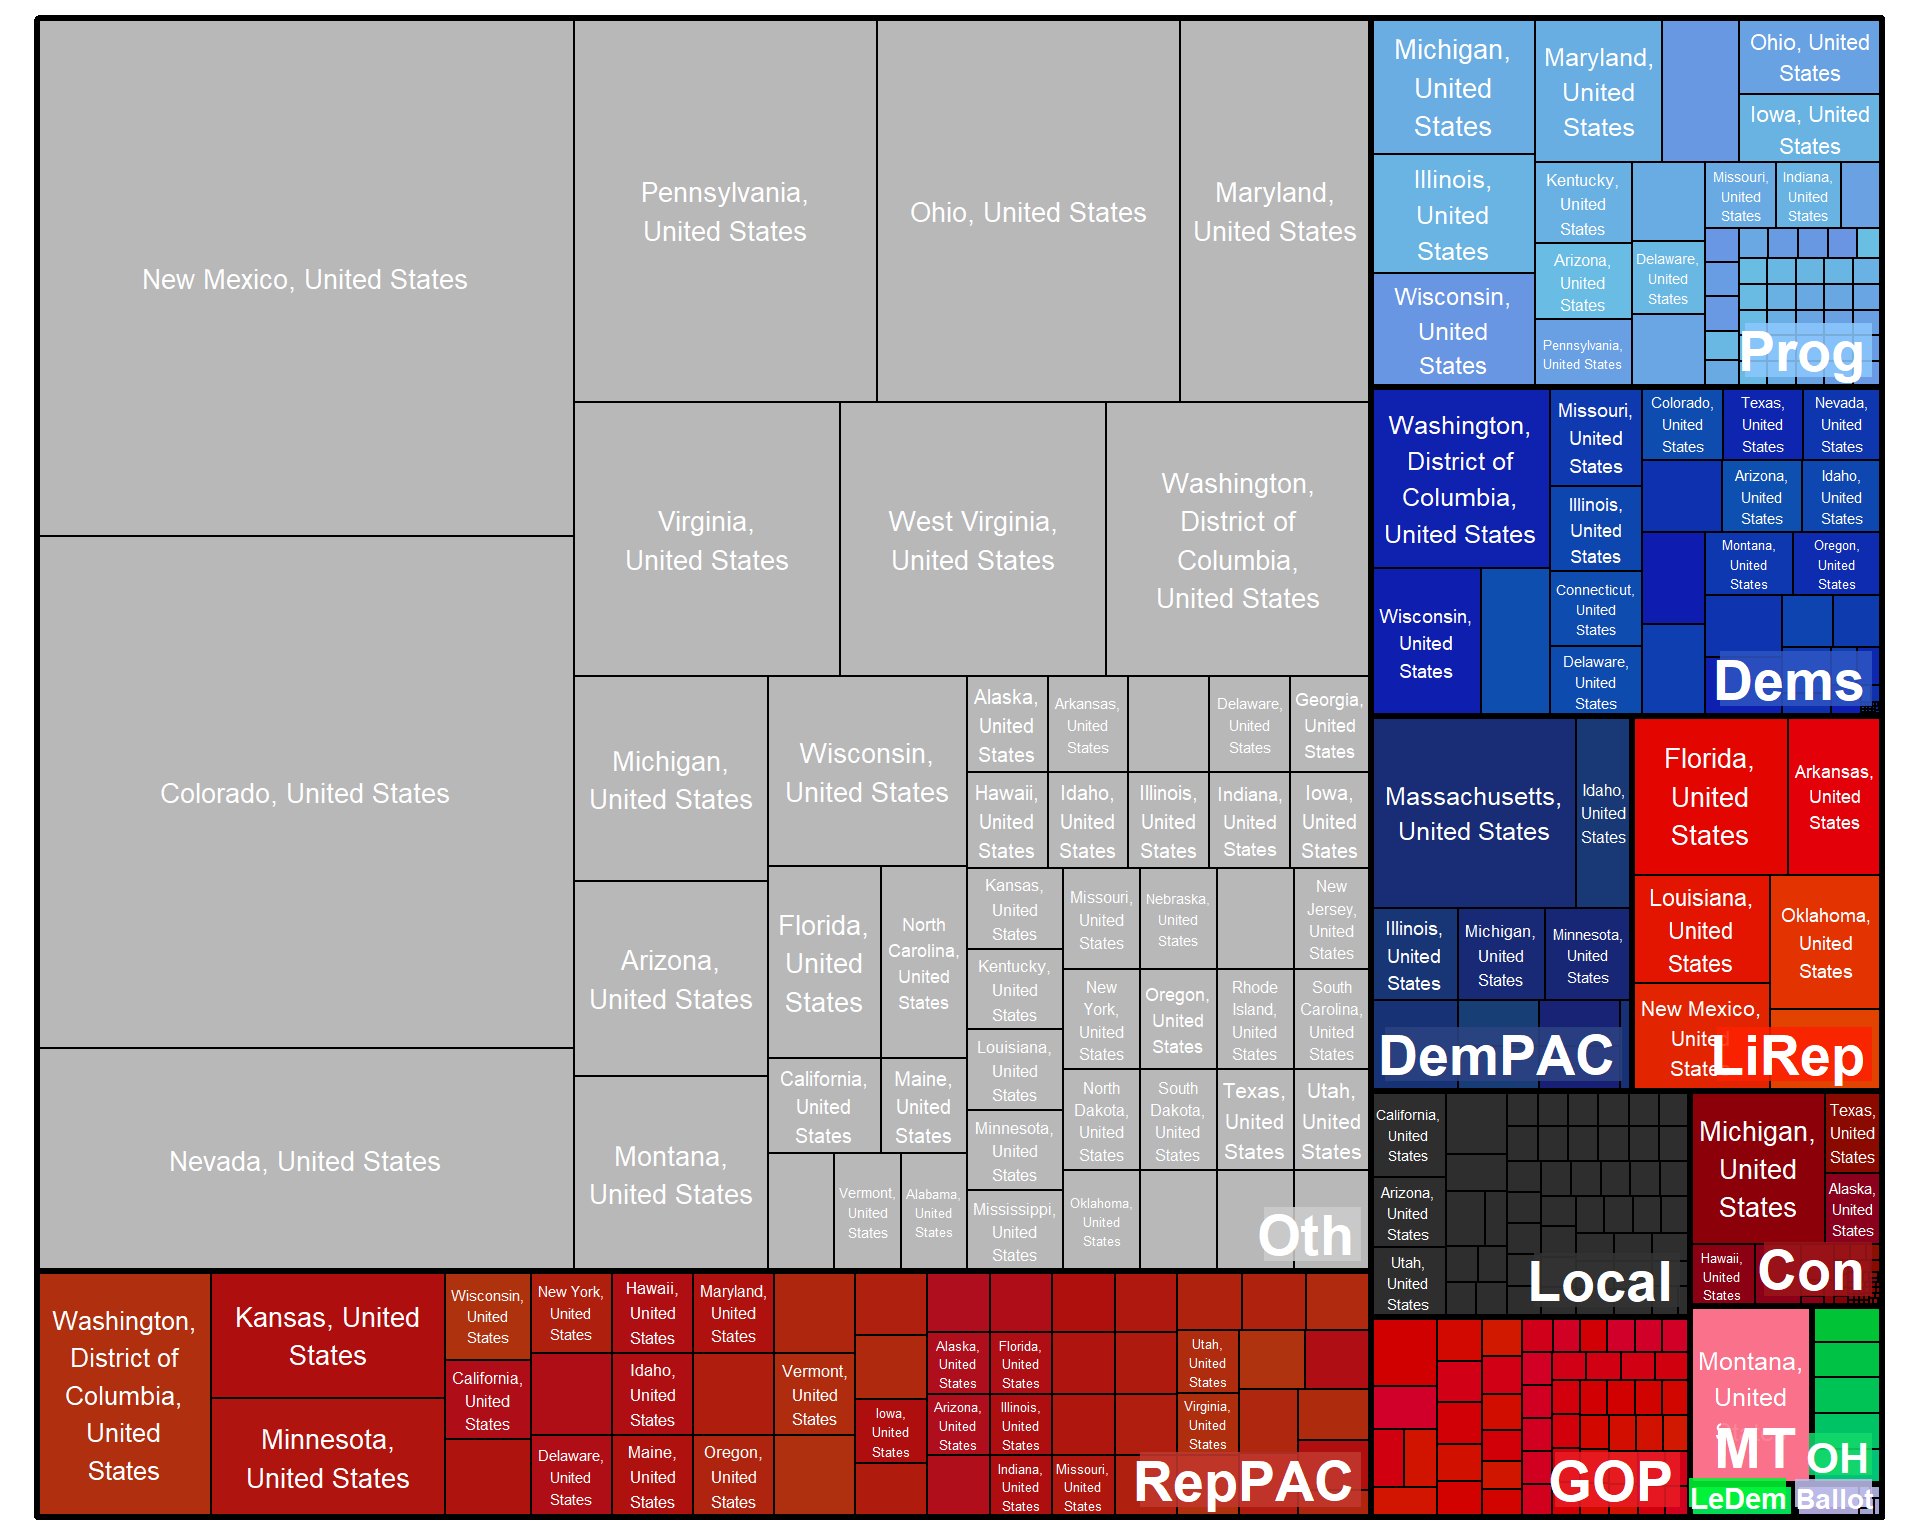 New Mexico, United States
Colorado, United States
Nevada, United States
Pennsylvania,
United States
Ohio, United States
Maryland,
United States
Virginia,
United States
West Virginia,
United States
Washington,
District of
Columbia,
United States
Michigan,
United States
Arizona,
United States
Montana,
United States
Wisconsin,
United States
Florida,
United
States
North
Carolina,
United
States
California,
United
States
Maine,
United
States
Vermont,
United
States
Alabama,
United
States
Alaska,
United
States
Arkansas,
United
States
Delaware,
United
States
Georgia,
United
States
Hawaii,
United
States
Idaho,
United
States
Illinois,
United
States
Indiana,
United
States
Iowa,
United
States
Kansas,
United
States
Kentucky,
United
States
Louisiana,
United
States
Minnesota,
United
States
Mississippi,
United
States
Missouri,
United
States
Nebraska,
United
States
New
Jersey,
United
States
New
York,
United
States
Oregon,
United
States
Rhode
Island,
United
States
South
Carolina,
United
States
North
Dakota,
United
States
South
Dakota,
United
States
Texas,
United
States
Utah,
United
States
Oklahoma,
United
States
Oth
Washington,
District of
Columbia,
United
States
Kansas, United
States
Minnesota,
United States
Wisconsin,
United
States
California,
United
States
New York,
United
States
Delaware,
United
States
Hawaii,
United
States
Idaho,
United
States
Maine,
United
States
Maryland,
United
States
Oregon,
United
States
Vermont,
United
States
Iowa,
United
States
Alaska,
United
States
Arizona,
United
States
Florida,
United
States
Illinois,
United
States
Indiana,
United
States
Missouri,
United
States
Utah,
United
States
Virginia,
United
States
RepPAC
Michigan,
United
States
Illinois,
United
States
Wisconsin,
United
States
Maryland,
United
States
Ohio, United
States
Iowa, United
States
Kentucky,
United
States
Arizona,
United
States
Pennsylvania,
United States
Delaware,
United
States
Missouri,
United
States
Indiana,
United
States
Prog
Washington,
District of
Columbia,
United States
Wisconsin,
United
States
Missouri,
United
States
Illinois,
United
States
Connecticut,
United
States
Delaware,
United
States
Colorado,
United
States
Texas,
United
States
Nevada,
United
States
Arizona,
United
States
Idaho,
United
States
Montana,
United
States
Oregon,
United
States
Dems
Massachusetts,
United States
Idaho,
United
States
Illinois,
United
States
Michigan,
United
States
Minnesota,
United
States
DemPAC
Florida,
United
States
Arkansas,
United
States
Louisiana,
United
States
Oklahoma,
United
States
New Mexico,
United
State
LiRep
California,
United
States
Arizona,
United
States
Utah,
United
States
Local
Michigan,
United
States
Texas,
United
States
Alaska,
United
States
Hawaii,
United
States
Con
GOP
Montana,
United
MT
OH
LeDem
Ballot